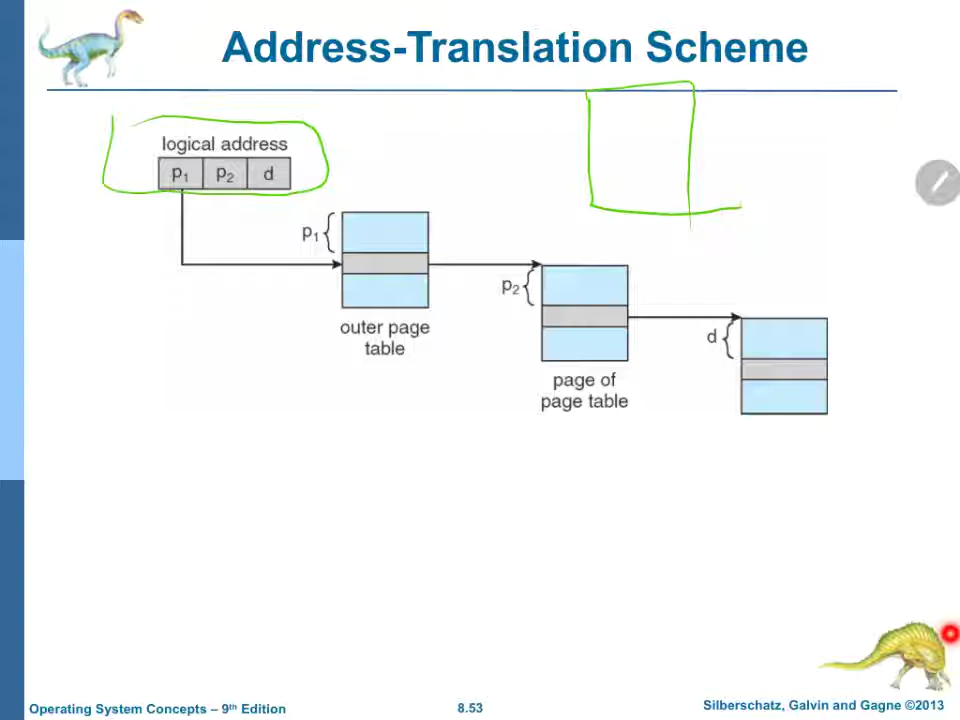 Address-Translation Scheme
logical address
p1 p2 d
p1
p2
d
outer page
table
page of
page table
Operating System Concepts – 9th Edition
8.53
Silberschatz, Galvin and Gagne ©2013